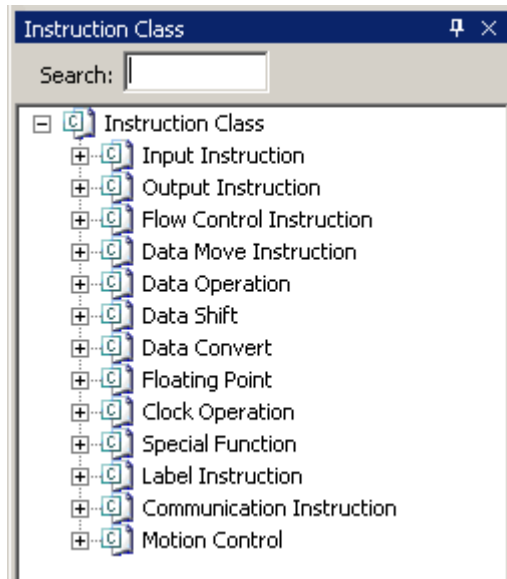 Instruction Class
Search:
Instruction Class
Input Instruction
Output Instruction
Flow Control Instruction
Data Move Instruction
Data Operation
Data Shift
Data Convert
Floating Point
Clock Operation
Special Function
Label Instruction
Communication Instruction
Motion Control